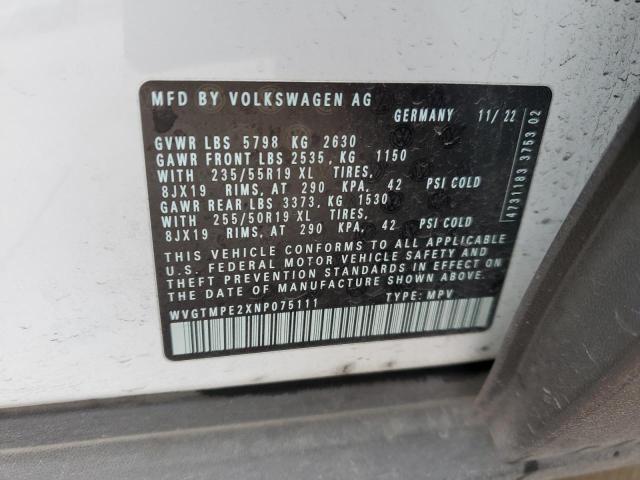 MFD BY VOLKSWAGEN AG
GERMANY 11/22
GVWR LBS 5798 KG 2630
GAWR FRONT LBS 2535, KG 1150
WITH 235/55R19 XL TIRES,
8JX19 RIMS, AT 290 KPA, 42 PSI COLD
GAWR REAR LBS 3373, KG 1530
WITH 255/50R19 XL TIRES,
8JX19 RIMS, AT 290 KPA, 42 PSI COLD
THIS VEHICLE CONFORMS TO ALL APPLICABLE
U.S. FEDERAL MOTOR VEHICLE SAFETY AND
THEFT PREVENTION STANDARDS IN EFFECT ON
THE DATE OF MANUFACTURE SHOWN ABOVE.
WVGTMPE2XNP075111 TYPE: MPV
4731183 3753 02